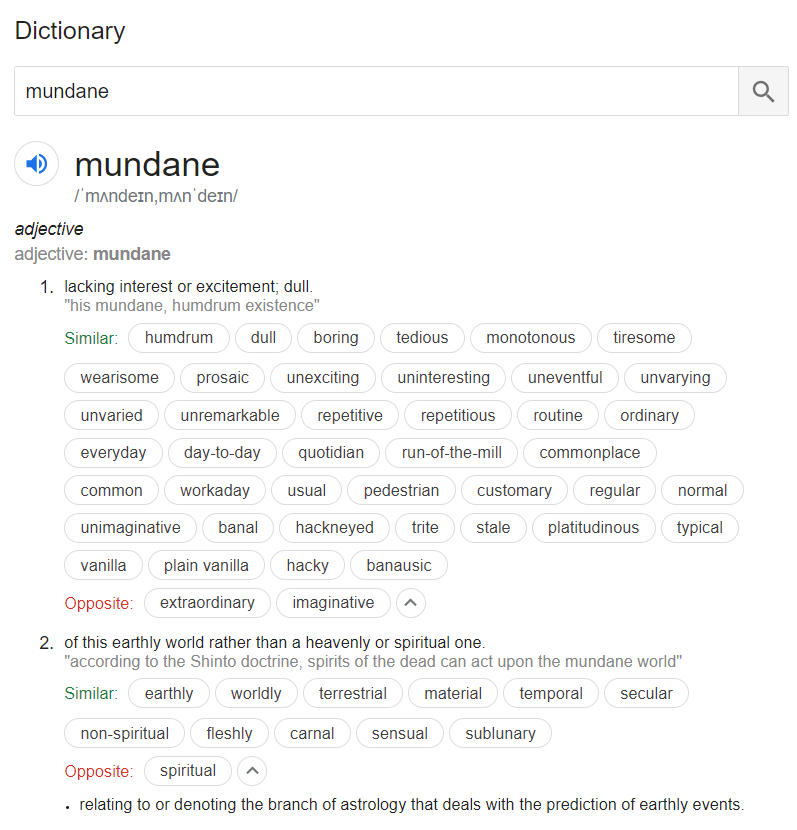 Dictionary
mundane
mundane
/ˈmʌndeɪn,mʌnˈdeɪn/
adjective
adjective: mundane
1. lacking interest or excitement; dull.
"his mundane, humdrum existence"
Similar: humdrum dull boring tedious monotonous tiresome
wearisome prosaic unexciting uninteresting uneventful unvarying
unvaried unremarkable repetitive repetitious routine ordinary
everyday day-to-day quotidian run-of-the-mill commonplace
common workaday usual pedestrian customary regular normal
unimaginative banal hackneyed trite stale platitudinous typical
vanilla plain vanilla hacky banausic
Opposite: extraordinary imaginative
2. of this earthly world rather than a heavenly or spiritual one.
"according to the Shinto doctrine, spirits of the dead can act upon the mundane world"
Similar: earthly worldly terrestrial material temporal secular
non-spiritual fleshly carnal sensual sublunary
Opposite: spiritual
• relating to or denoting the branch of astrology that deals with the prediction of earthly events.